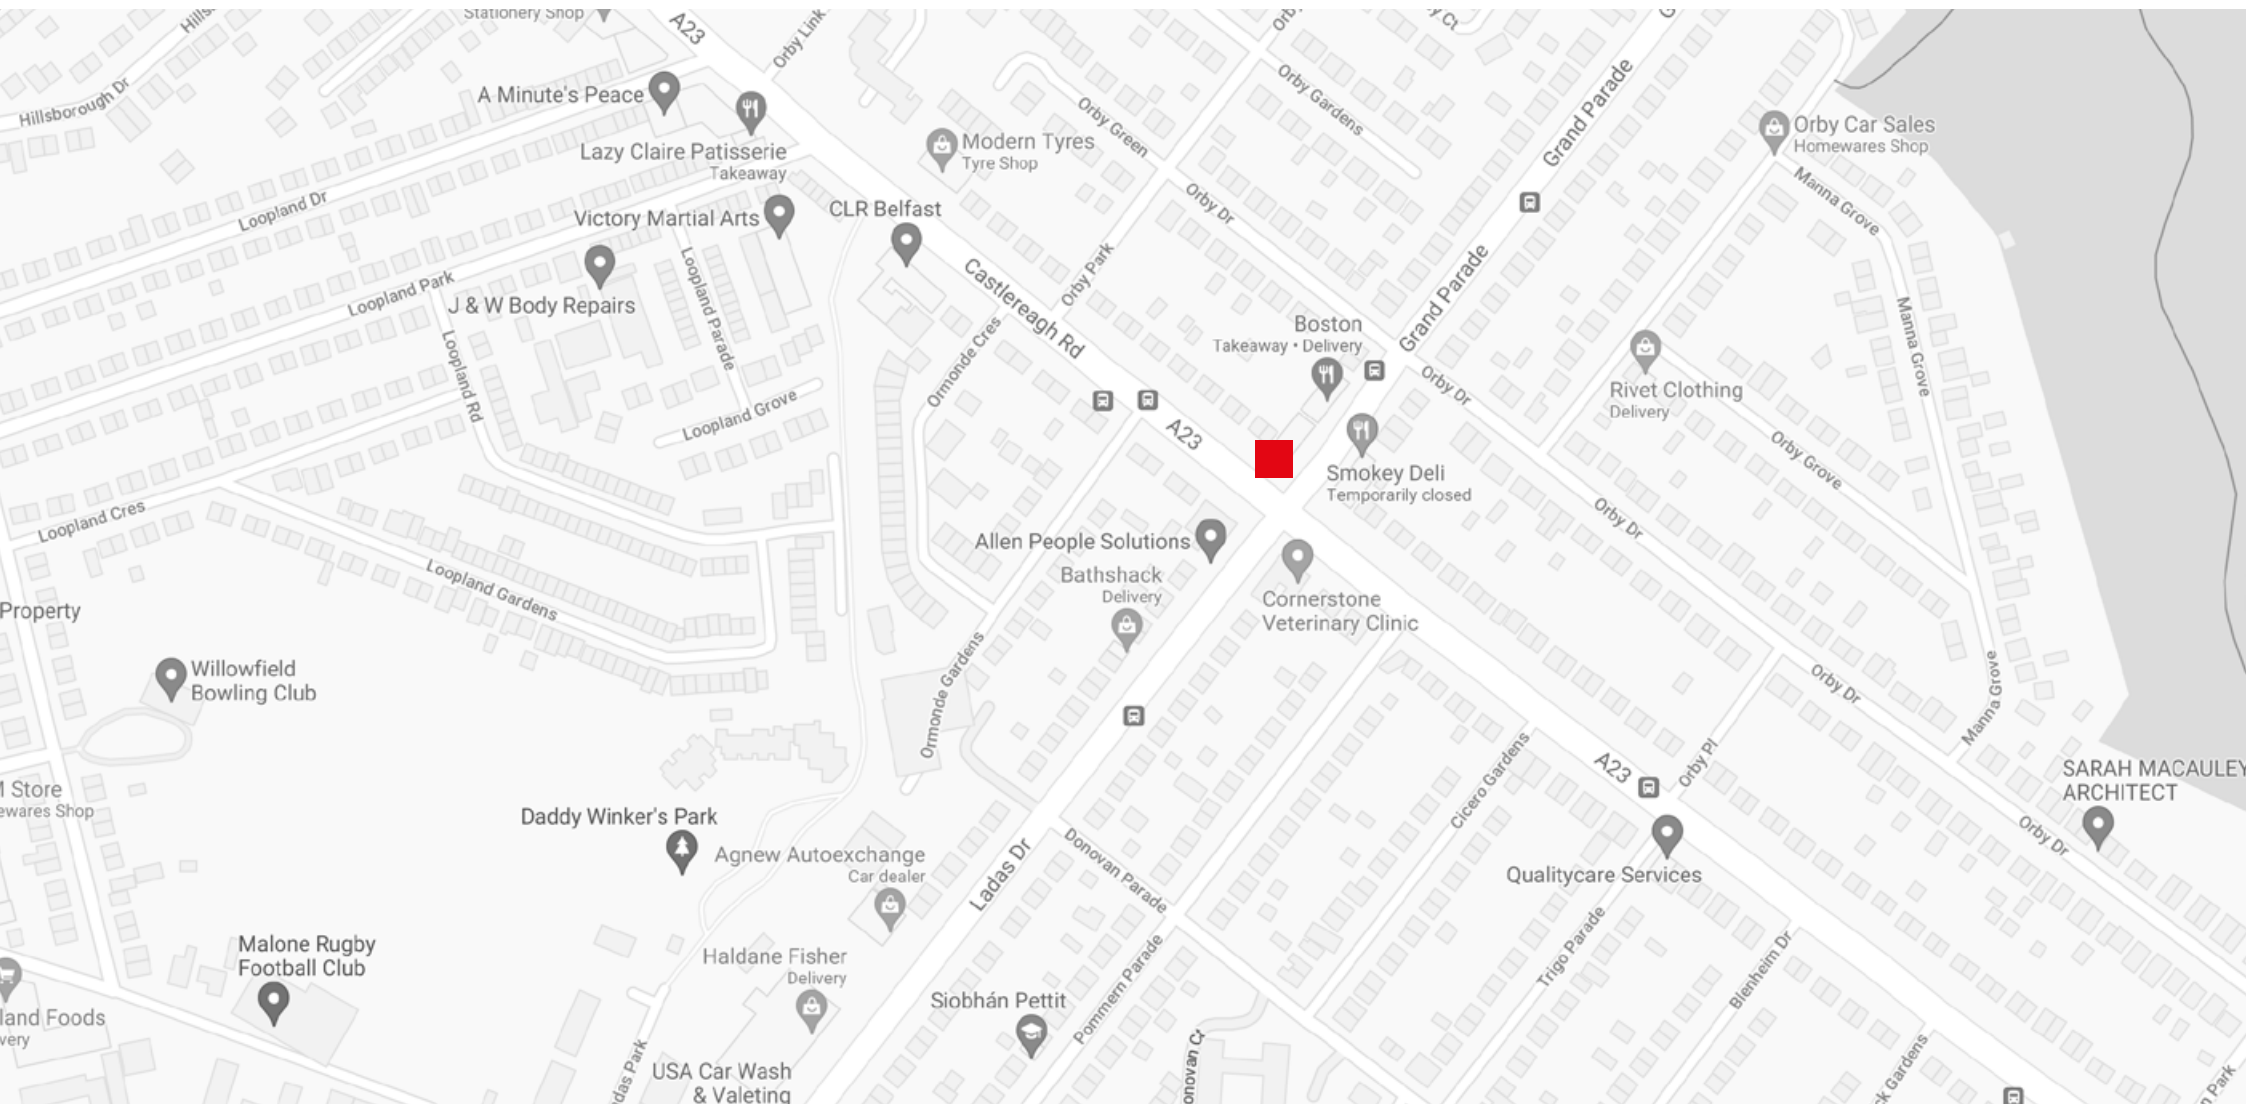 Stationery Shop
A23
Orby Link
Hillsborough Dr
A Minute's Peace
Lazy Claire Patisserie
Takeaway
Modern Tyres
Tyre Shop
Orby Green
Orby Gardens
Grand Parade
Orby Car Sales
Homewares Shop
Manna Grove
Loopland Dr
Victory Martial Arts
CLR Belfast
Orby Dr
Loopland Park
J & W Body Repairs
Loopland Parade
Castlereagh Rd
Orby Park
Grand Parade
Manna Grove
Boston
Takeaway • Delivery
Loopland Rd
Ormonde Cres
Orby Dr
Rivet Clothing
Delivery
Loopland Grove
A23
Orby Grove
Smokey Deli
Temporarily closed
Loopland Cres
Orby Dr
Allen People Solutions
Bathshack
Delivery
Loopland Gardens
Cornerstone
Veterinary Clinic
Property
Willowfield
Bowling Club
Ormonde Gardens
Orby Dr
Manna Grove
Store
Cicero Gardens
A23
Orby Pl
SARAH MACAULEY
ARCHITECT
Daddy Winker's Park
Agnew Autoexchange
Car dealer
Ladas Dr
Donovan Parade
Orby Dr
Qualitycare Services
Malone Rugby
Football Club
Haldane Fisher
Delivery
Trigo Parade
Blenheim Dr
Siobhán Pettit
Pommern Parade
land Foods
USA Car Wash
& Valeting
Park
Gardens
Park